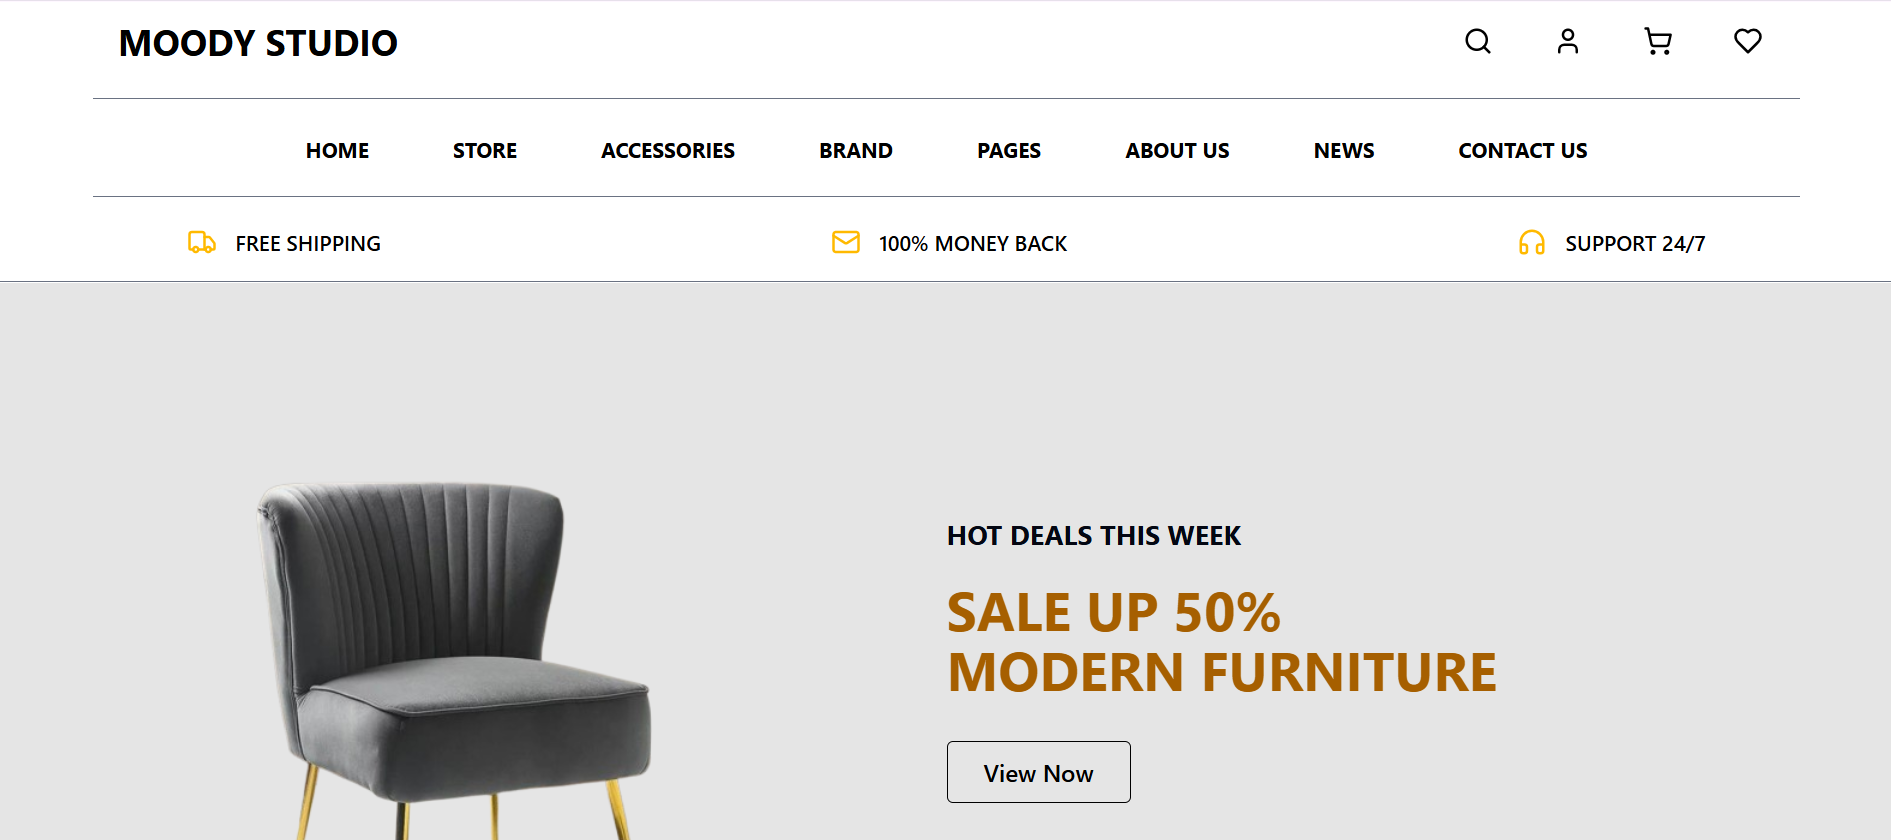 MOODY STUDIO
HOME STORE ACCESSORIES BRAND PAGES ABOUT US NEWS CONTACT US
FREE SHIPPING 100% MONEY BACK SUPPORT 24/7
HOT DEALS THIS WEEK
SALE UP 50%
MODERN FURNITURE
View Now